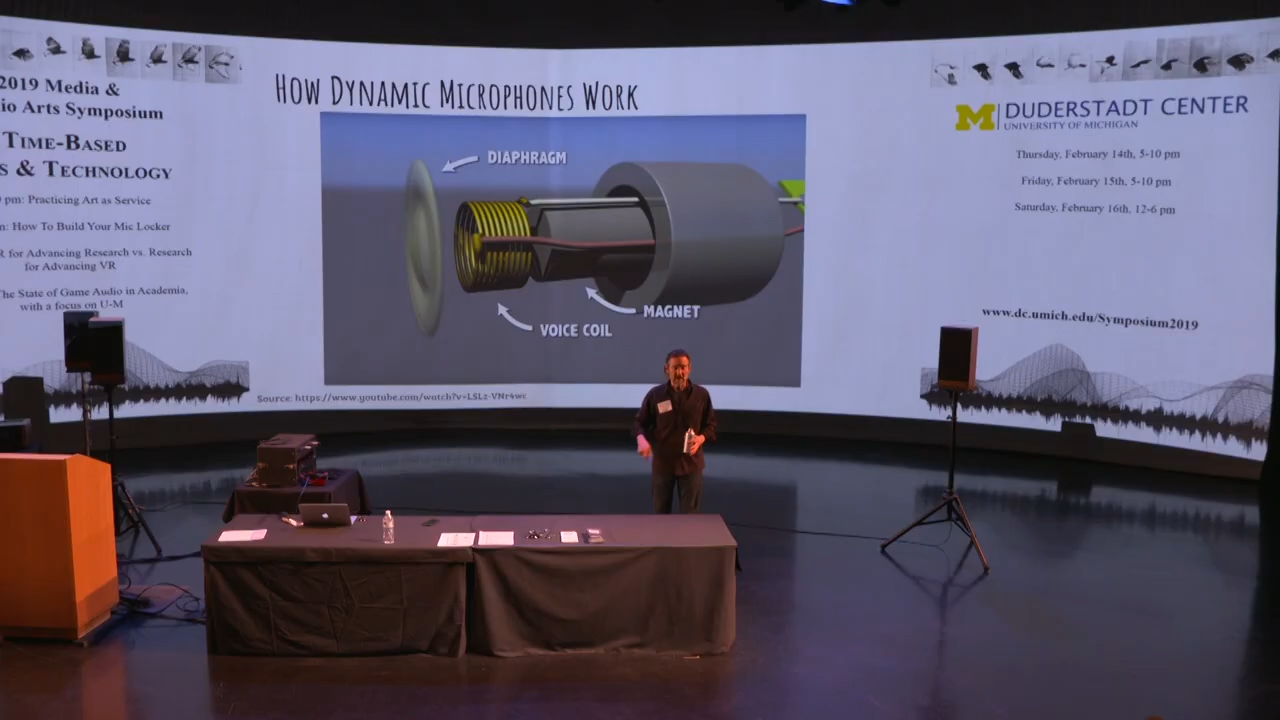 2019 Media &
io Arts Symposium
TIME-BASED
S & TECHNOLOGY
pm: Practicing Art as Service
n: How To Build Your Mic Locker
R for Advancing Research vs. Research
for Advancing VR
he State of Game Audio in Academia,
with a focus on U-M
HOW DYNAMIC MICROPHONES WORK
DIAPHRAGM
MAGNET
VOICE COIL
Source: https://www.youtube.com/watch?v=LSLz-VNr4wc
M
DUDERSTADT CENTER
UNIVERSITY OF MICHIGAN
Thursday, February 14th, 5-10 pm
Friday, February 15th, 5-10 pm
Saturday, February 16th, 12-6 pm
www.dc.umich.edu/Symposium2019